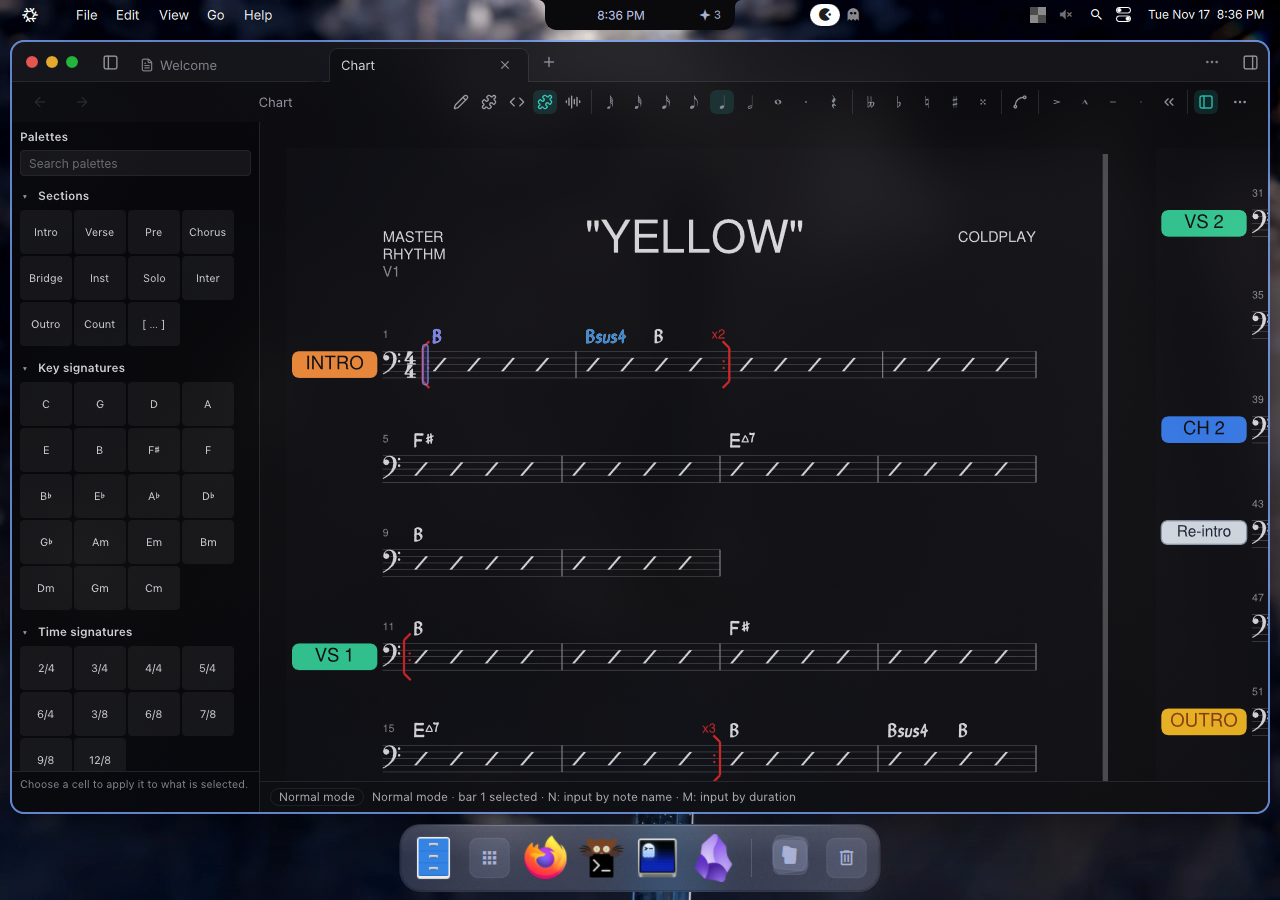 File Edit View Go Help
8:36 PM
3
Tue Nov 17 8:36 PM
Welcome
Chart
Chart
Palettes
Search palettes
Sections
Intro Verse Pre Chorus
Bridge Inst Solo Inter
Outro Count [ ... ]
Key signatures
C G D A
E B F♯ F
B♭ E♭ A♭ D♭
G♭ Am Em Bm
Dm Gm Cm
Time signatures
2/4 3/4 4/4 5/4
6/4 3/8 6/8 7/8
9/8 12/8
Choose a cell to apply it to what is selected.
MASTER
RHYTHM
V1
"YELLOW"
COLDPLAY
1 B Bsus4 B x2
INTRO 4/4
5 F# E△7
9 B
11 B F#
VS 1
15 E△7 x3 B Bsus4 B
31
VS 2
35
39
CH 2
43
Re-intro
47
51
OUTRO
Normal mode Normal mode · bar 1 selected · N: input by note name · M: input by duration